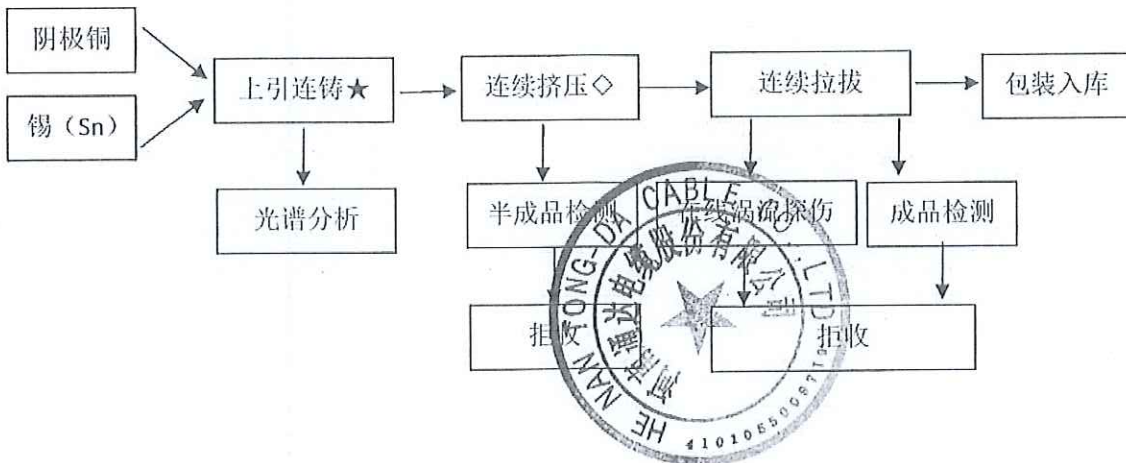 阴极铜
锡（Sn）
上引连铸★
连续挤压◇
连续拉拔
包装入库
光谱分析
半成品检测
在线涡流探伤
成品检测
拒收
拒收
HE NAN TONG-DA CABLE CO.,LTD
河南通达电缆股份有限公司